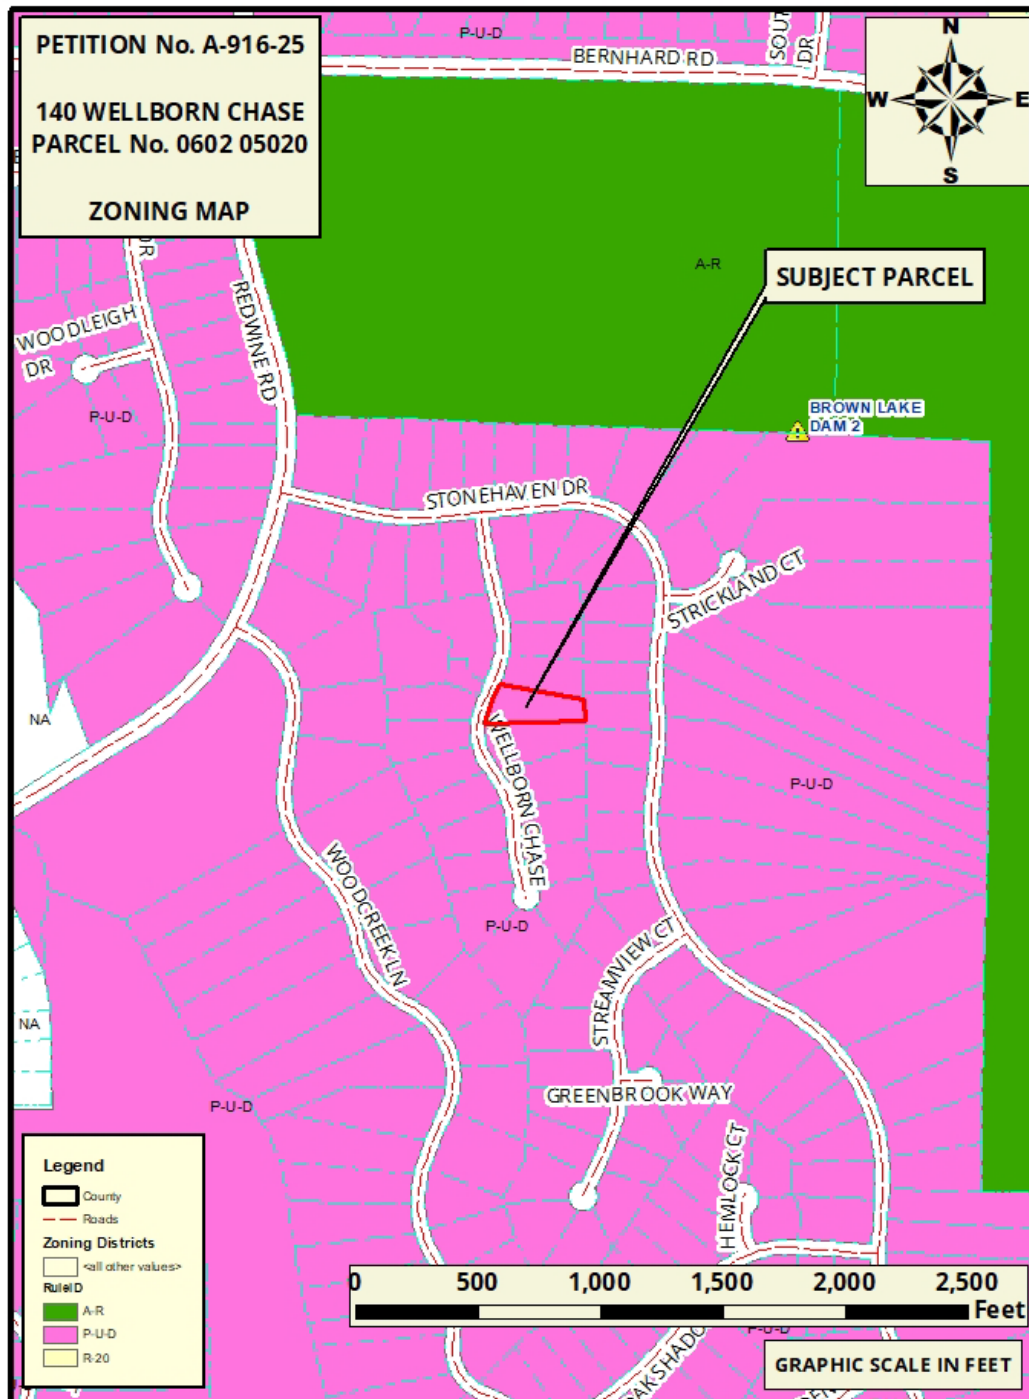 PETITION No. A-916-25
140 WELLBORN CHASE
PARCEL No. 0602 05020
ZONING MAP
P-U-D
BERNHARD RD
DR
N
W
E
S
A-R
SUBJECT PARCEL
DR
WOODLEIGH
DR
REDWINE RD
P-U-D
BROWN LAKE
DAM 2
STONEHAVEN DR
STRICKLAND CT
NA
WELLBORN CHASE
P-U-D
WOODCREEK LN
P-U-D
STREAMVIEW CT
NA
GREENBROOK WAY
P-U-D
HEMLOCK CT
Legend
County
Roads
Zoning Districts
<all other values>
RuleID
A-R
P-U-D
R-20
0 500 1,000 1,500 2,000 2,500
Feet
P-U-D
GRAPHIC SCALE IN FEET